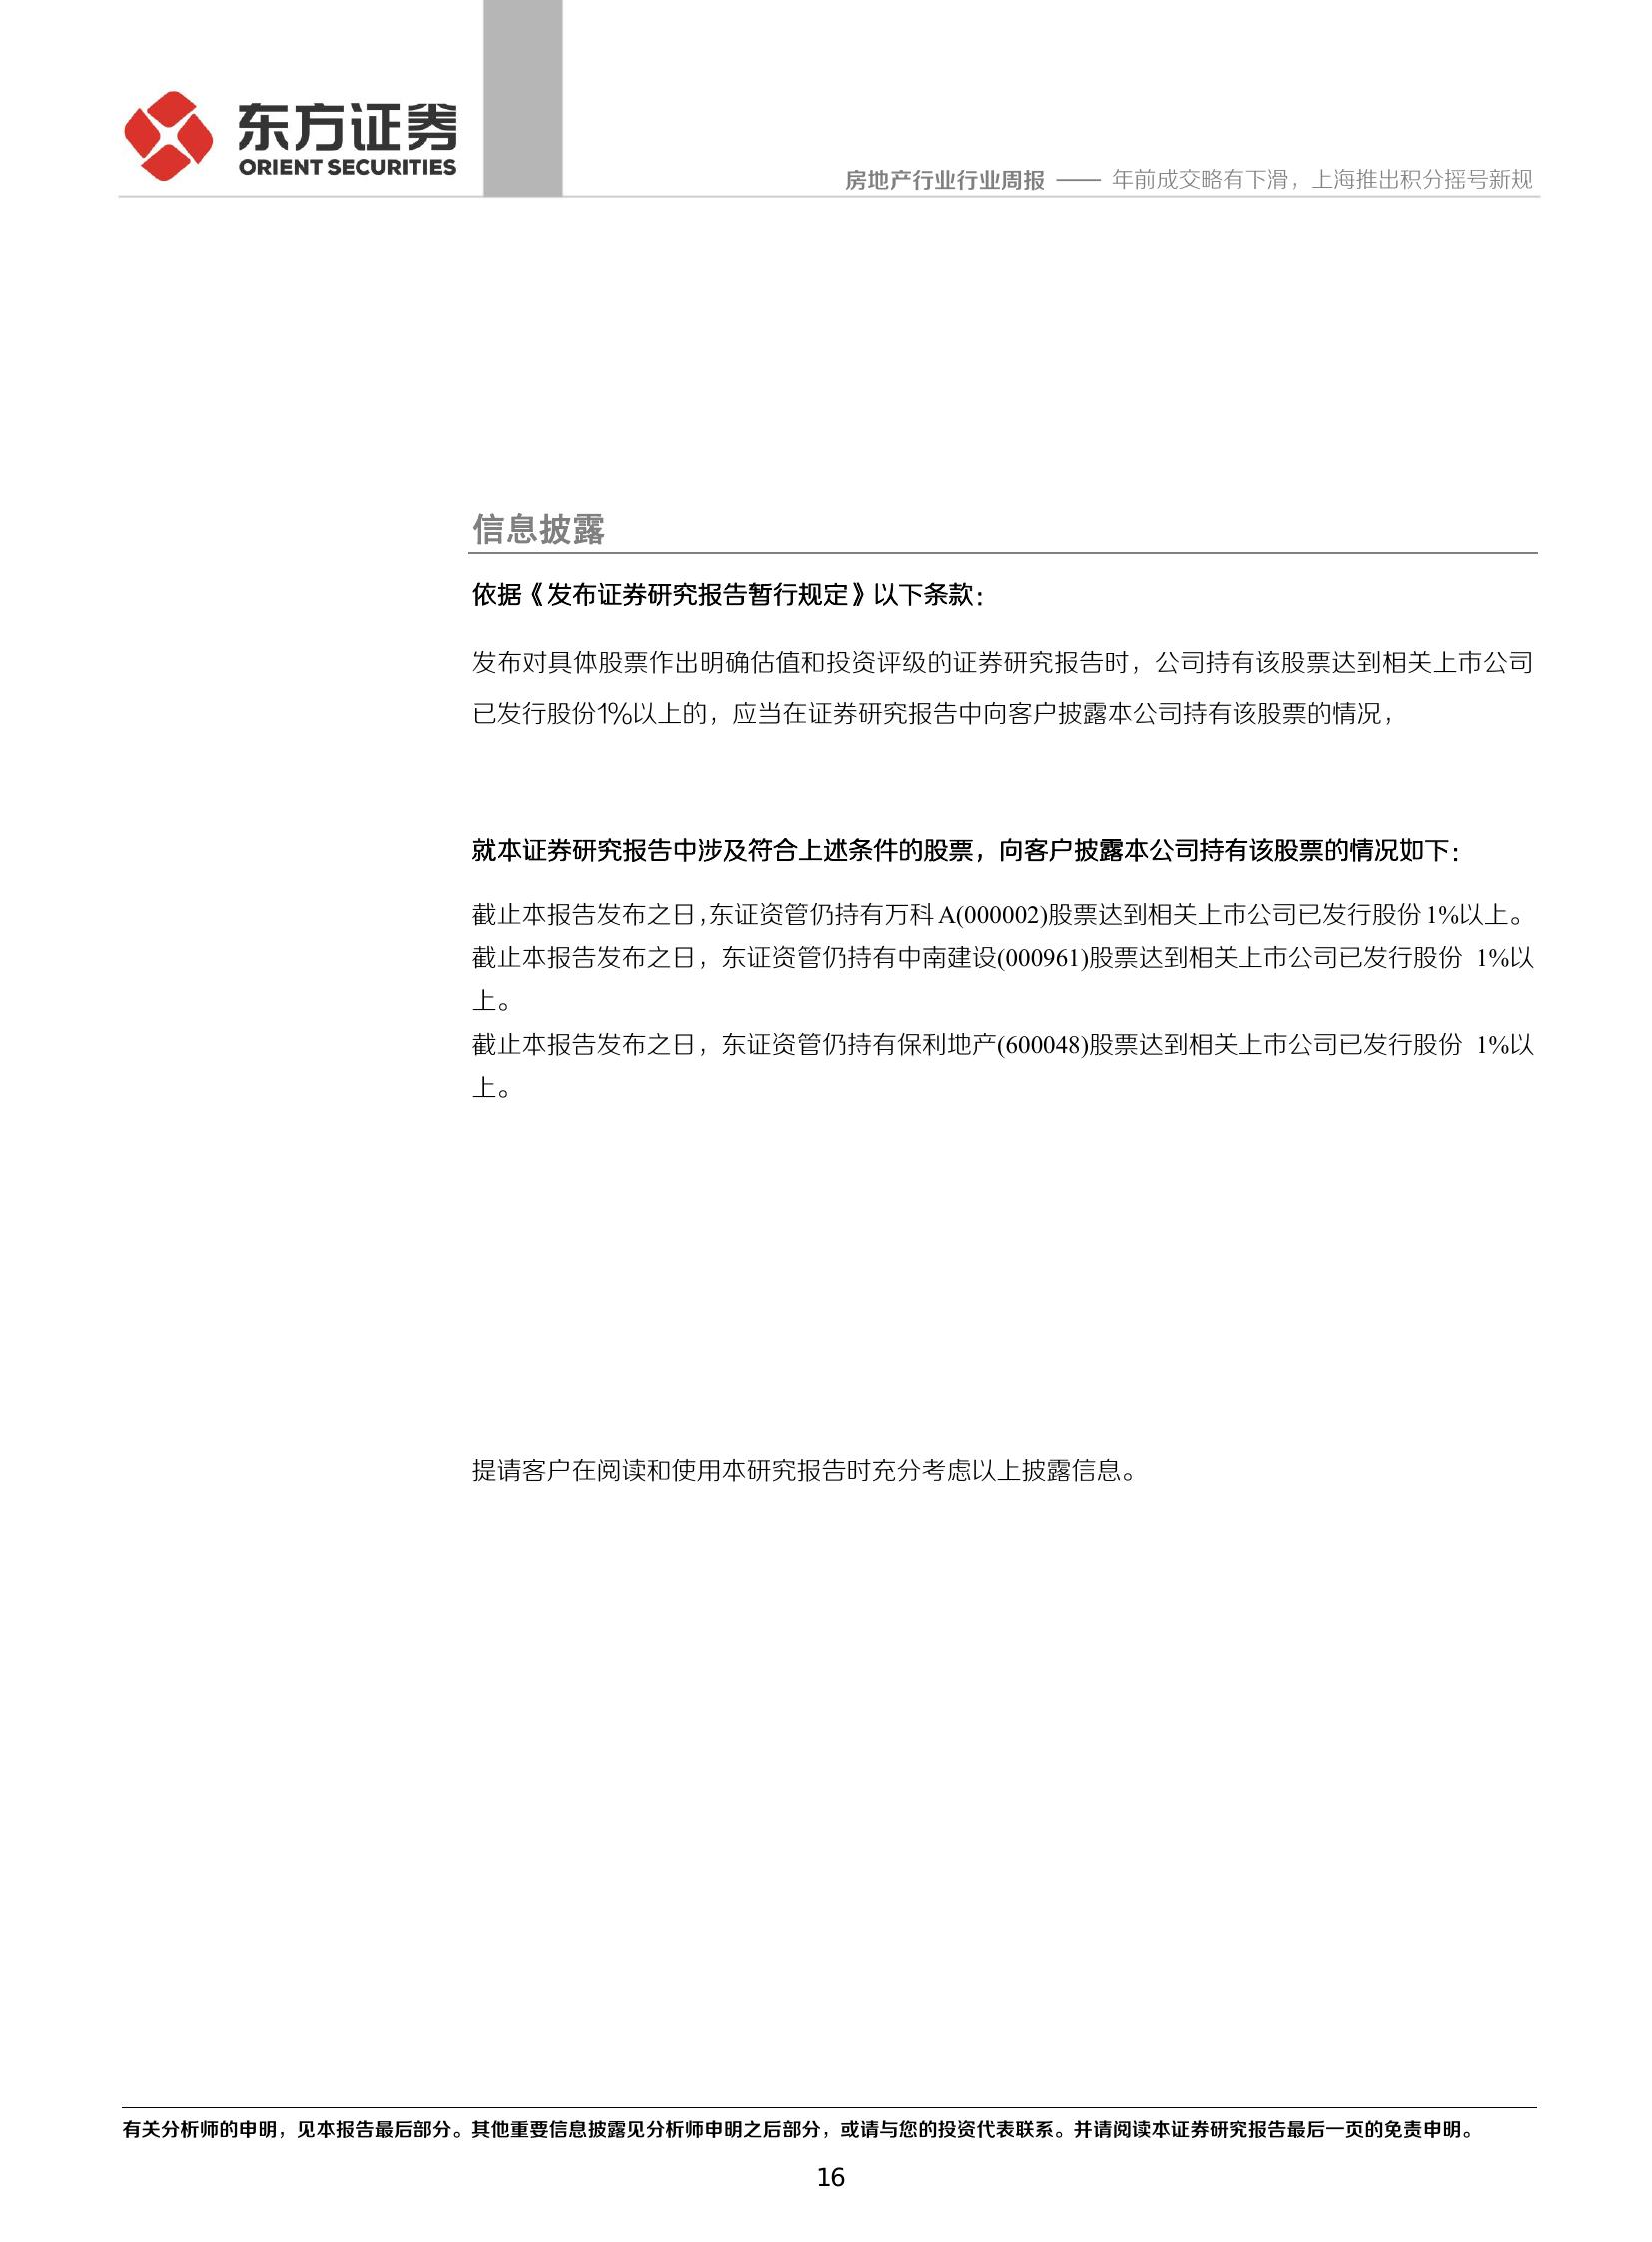 东方证券
ORIENT SECURITIES
房地产行业行业周报 —— 年前成交略有下滑，上海推出积分摇号新规
信息披露
依据《发布证券研究报告暂行规定》以下条款：
发布对具体股票作出明确估值和投资评级的证券研究报告时，公司持有该股票达到相关上市公司
已发行股份1%以上的，应当在证券研究报告中向客户披露本公司持有该股票的情况，
就本证券研究报告中涉及符合上述条件的股票，向客户披露本公司持有该股票的情况如下：
截止本报告发布之日，东证资管仍持有万科 A(000002)股票达到相关上市公司已发行股份 1%以上。
截止本报告发布之日，东证资管仍持有中南建设(000961)股票达到相关上市公司已发行股份 1%以
上。
截止本报告发布之日，东证资管仍持有保利地产(600048)股票达到相关上市公司已发行股份 1%以
上。
提请客户在阅读和使用本研究报告时充分考虑以上披露信息。
有关分析师的申明，见本报告最后部分。其他重要信息披露见分析师申明之后部分，或请与您的投资代表联系。并请阅读本证券研究报告最后一页的免责申明。
16